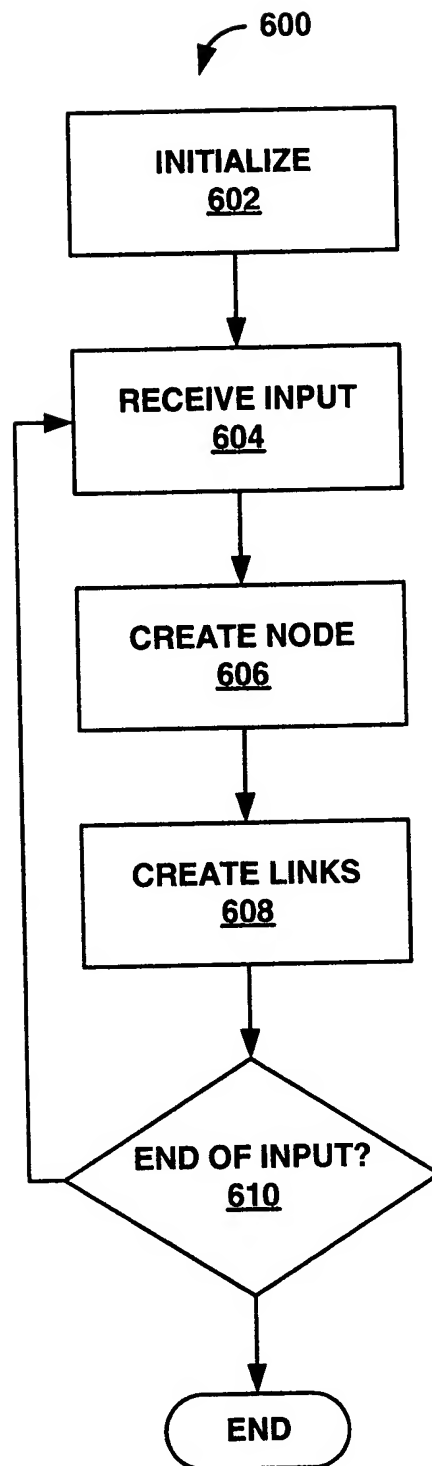 600
INITIALIZE
602
RECEIVE INPUT
604
CREATE NODE
606
CREATE LINKS
608
END OF INPUT?
610
END